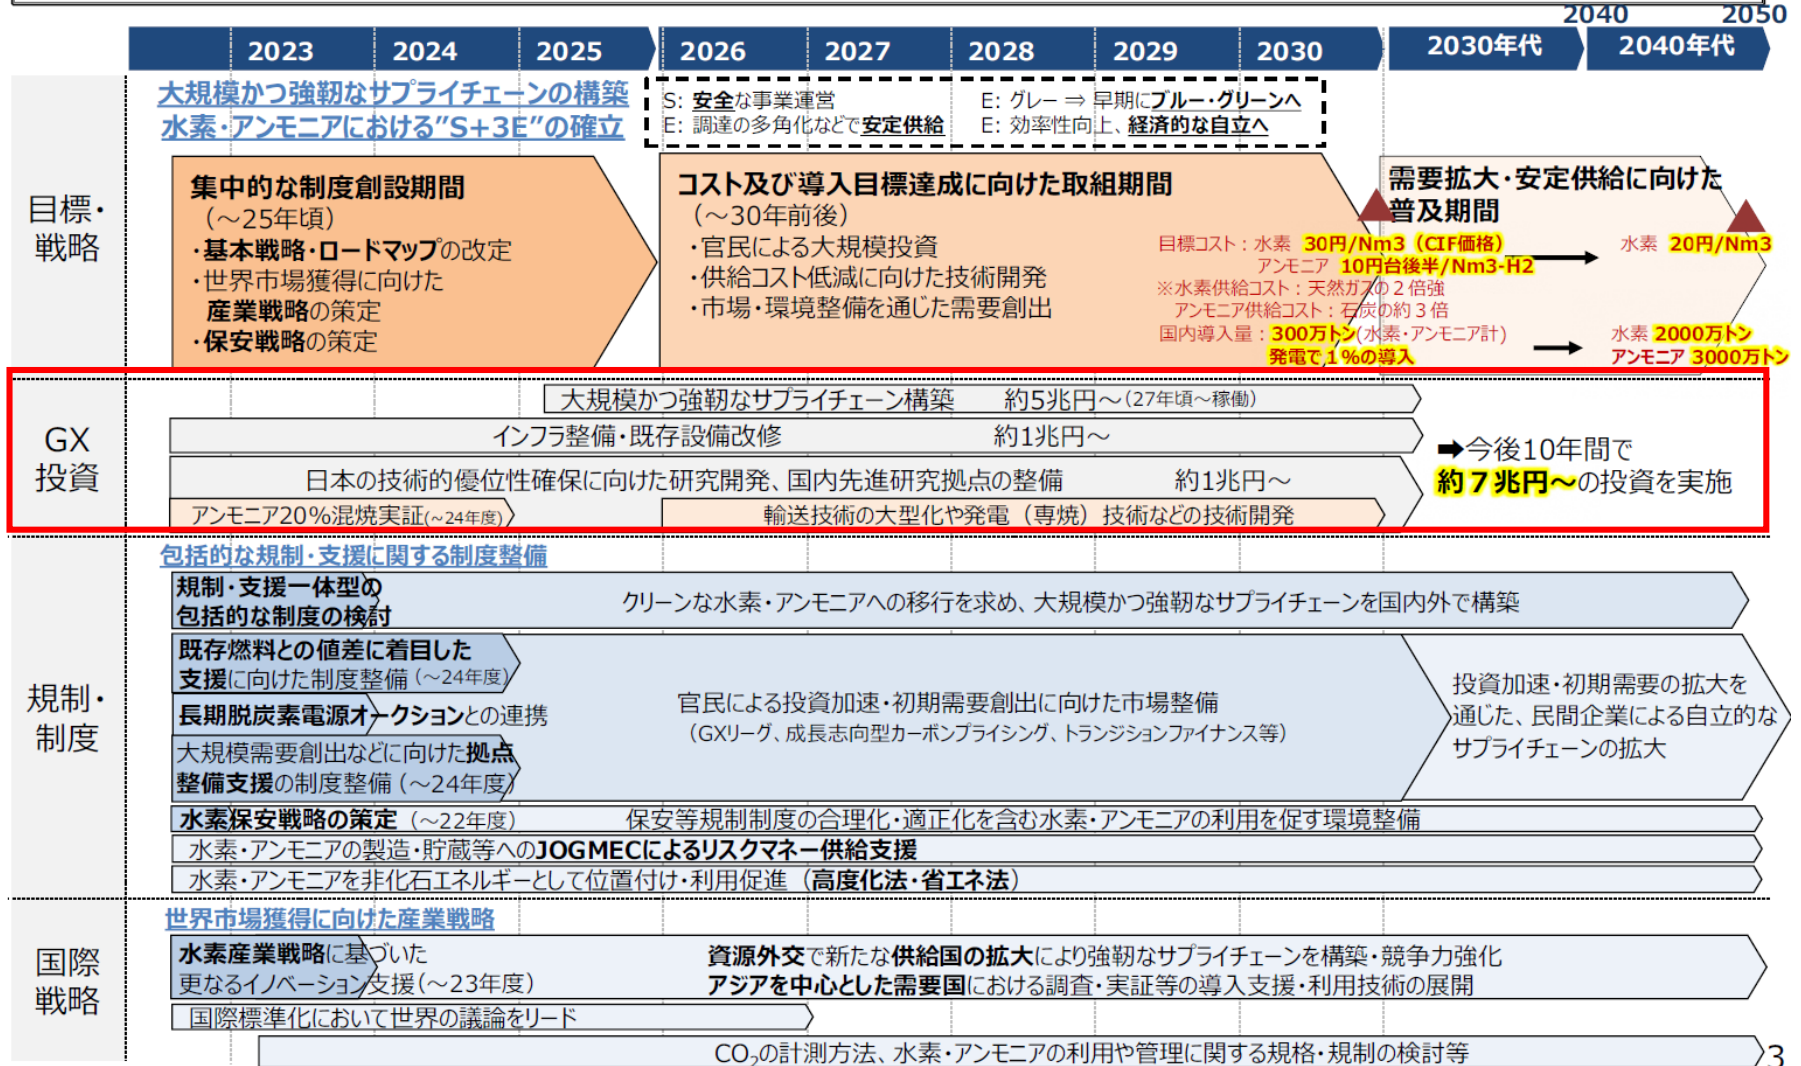 2040 2050
2023 2024 2025 2026 2027 2028 2029 2030 2030年代 2040年代
目標・
戦略
大規模かつ強靭なサプライチェーンの構築
水素・アンモニアにおける”S+3E”の確立
S: 安全な事業運営 E: グレー ⇒ 早期にブルー・グリーンへ
E: 調達の多角化などで安定供給 E: 効率性向上、経済的な自立へ
集中的な制度創設期間
（～25年頃）
・基本戦略・ロードマップの改定
・世界市場獲得に向けた
産業戦略の策定
・保安戦略の策定
コスト及び導入目標達成に向けた取組期間
（～30年前後）
・官民による大規模投資
・供給コスト低減に向けた技術開発
・市場・環境整備を通じた需要創出
需要拡大・安定供給に向けた
普及期間
目標コスト：水素 30円/Nm3（CIF価格） 水素 20円/Nm3
アンモニア 10円台後半/Nm3-H2
※水素供給コスト：天然ガスの２倍強
アンモニア供給コスト：石炭の約３倍
国内導入量：300万トン(水素・アンモニア計) 水素 2000万トン
発電で１％の導入 アンモニア 3000万トン
GX
投資
大規模かつ強靭なサプライチェーン構築 約5兆円～（27年頃～稼働）
インフラ整備・既存設備改修 約1兆円～
日本の技術的優位性確保に向けた研究開発、国内先進研究拠点の整備 約1兆円～
アンモニア20％混焼実証(～24年度) 輸送技術の大型化や発電（専焼）技術などの技術開発
➡今後10年間で
約７兆円～の投資を実施
規制・
制度
包括的な規制・支援に関する制度整備
規制・支援一体型の
包括的な制度の検討
クリーンな水素・アンモニアへの移行を求め、大規模かつ強靭なサプライチェーンを国内外で構築
既存燃料との値差に着目した
支援に向けた制度整備（～24年度）
長期脱炭素電源オークションとの連携
大規模需要創出などに向けた拠点
整備支援の制度整備（～24年度）
官民による投資加速・初期需要創出に向けた市場整備
（GXリーグ、成長志向型カーボンプライシング、トランジションファイナンス等）
投資加速・初期需要の拡大を
通じた、民間企業による自立的な
サプライチェーンの拡大
水素保安戦略の策定（～22年度） 保安等規制制度の合理化・適正化を含む水素・アンモニアの利用を促す環境整備
水素・アンモニアの製造・貯蔵等へのJOGMECによるリスクマネー供給支援
水素・アンモニアを非化石エネルギーとして位置付け・利用促進（高度化法・省エネ法）
国際
戦略
世界市場獲得に向けた産業戦略
水素産業戦略に基づいた
更なるイノベーション支援（～23年度）
資源外交で新たな供給国の拡大により強靭なサプライチェーンを構築・競争力強化
アジアを中心とした需要国における調査・実証等の導入支援・利用技術の展開
国際標準化において世界の議論をリード
CO₂の計測方法、水素・アンモニアの利用や管理に関する規格・規制の検討等
3